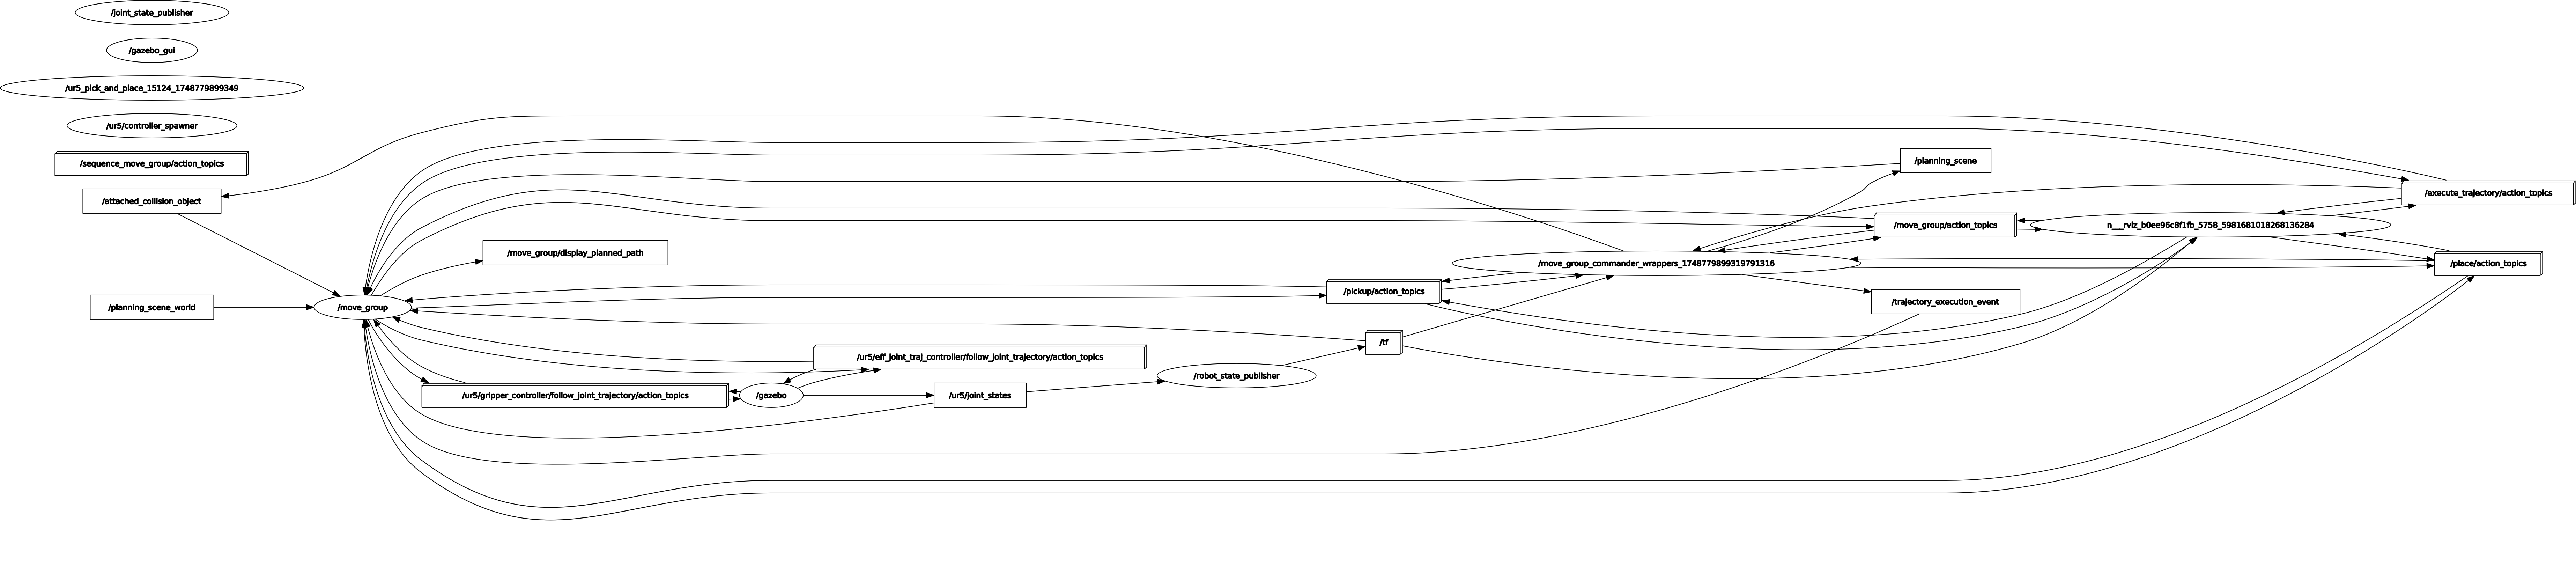 /joint_state_publisher
/gazebo_gui
/ur5_pick_and_place_15124_1748779899349
/ur5/controller_spawner
/sequence_move_group/action_topics
/attached_collision_object
/planning_scene_world
/move_group
/move_group/display_planned_path
/ur5/eff_joint_traj_controller/follow_joint_trajectory/action_topics
/ur5/gripper_controller/follow_joint_trajectory/action_topics
/gazebo
/ur5/joint_states
/robot_state_publisher
/pickup/action_topics
/tf
/move_group_commander_wrappers_1748779899319791316
/planning_scene
/move_group/action_topics
/trajectory_execution_event
/execute_trajectory/action_topics
n___rviz_b0ee96c8f1fb_5758_5981681018268136284
/place/action_topics